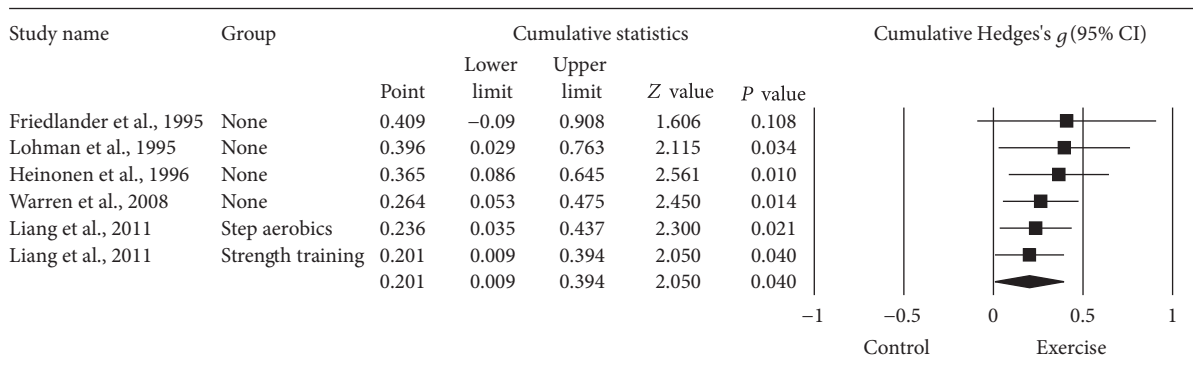 Study name Group Cumulative statistics Cumulative Hedges's g (95% CI)
Lower Upper
Point limit limit Z value P value
Friedlander et al., 1995 None 0.409 −0.09 0.908 1.606 0.108
Lohman et al., 1995 None 0.396 0.029 0.763 2.115 0.034
Heinonen et al., 1996 None 0.365 0.086 0.645 2.561 0.010
Warren et al., 2008 None 0.264 0.053 0.475 2.450 0.014
Liang et al., 2011 Step aerobics 0.236 0.035 0.437 2.300 0.021
Liang et al., 2011 Strength training 0.201 0.009 0.394 2.050 0.040
0.201 0.009 0.394 2.050 0.040
−1 −0.5 0 0.5 1
Control Exercise